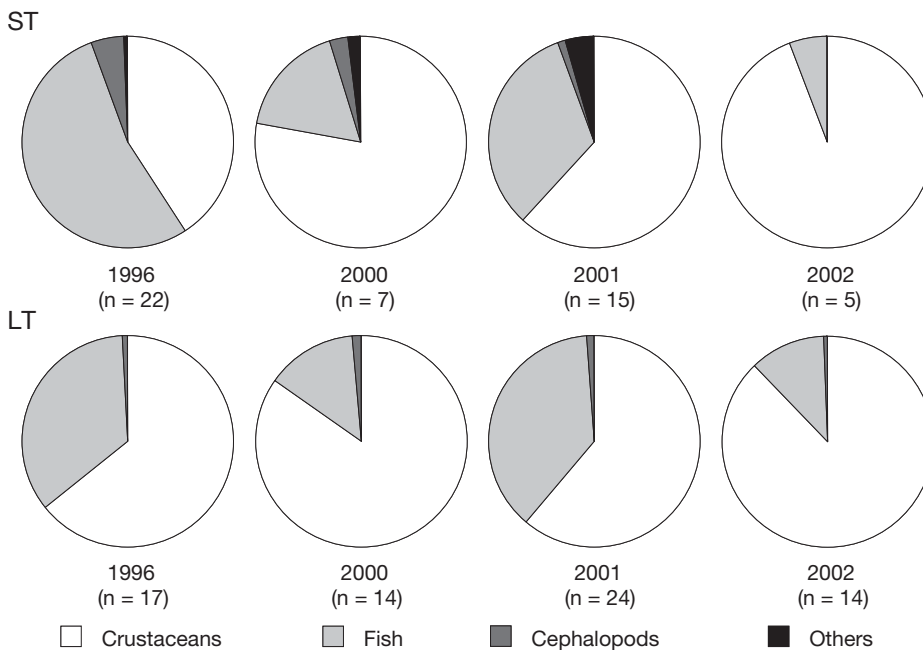 ST
1996 2000 2001 2002
(n = 22) (n = 7) (n = 15) (n = 5)
LT
1996 2000 2001 2002
(n = 17) (n = 14) (n = 24) (n = 14)
Crustaceans Fish Cephalopods Others